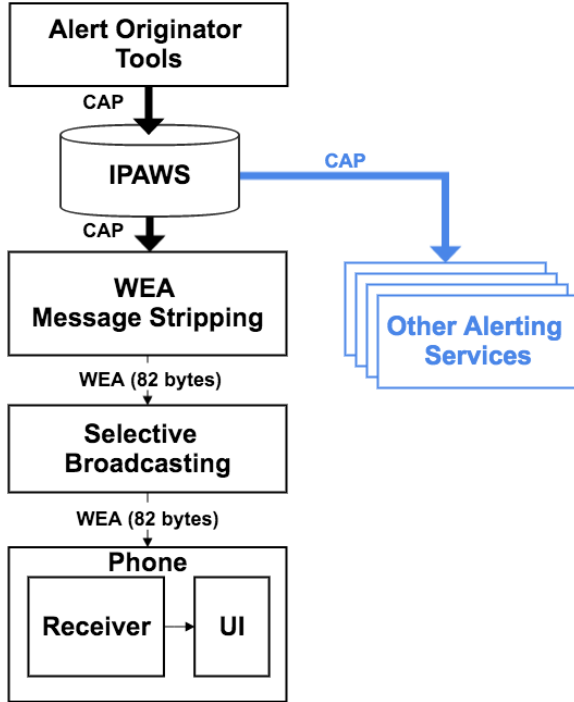 Alert Originator
Tools
CAP
IPAWS
CAP
CAP
WEA
Message Stripping
Other Alerting
Services
WEA (82 bytes)
Selective
Broadcasting
WEA (82 bytes)
Phone
Receiver
UI